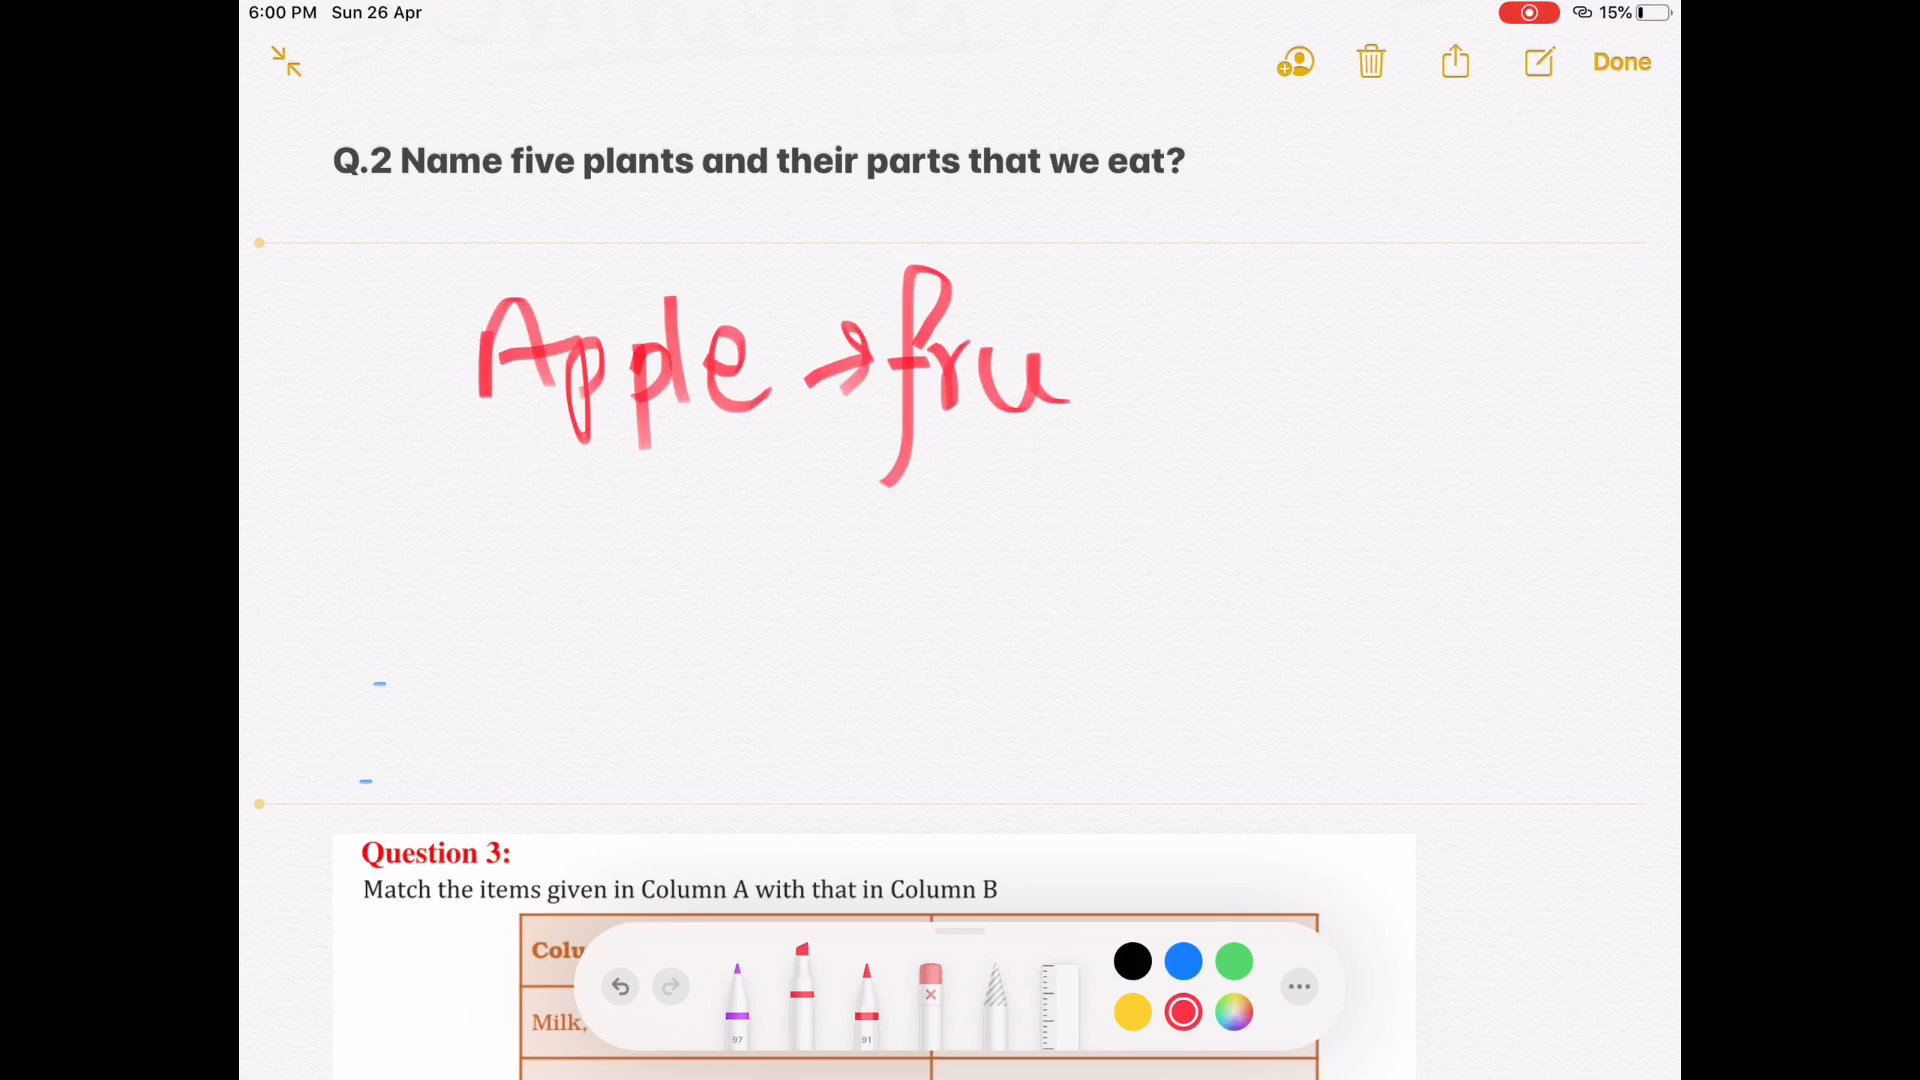 6:00 PM Sun 26 Apr
15%
Done
Q.2 Name five plants and their parts that we eat?
Apple → fru
Question 3:
Match the items given in Column A with that in Column B
Colu
Milk,
97
91